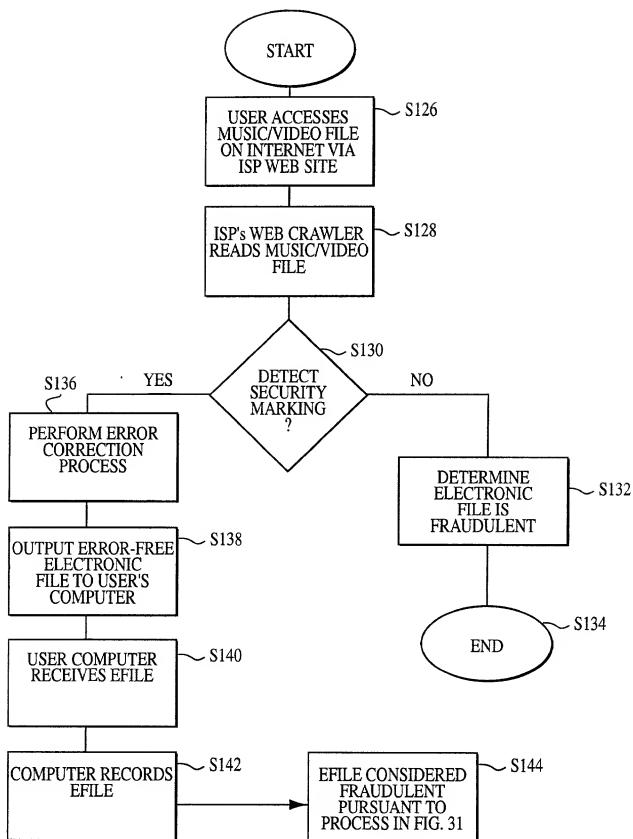 START
USER ACCESSES
MUSIC/VIDEO FILE
ON INTERNET VIA
ISP WEB SITE
S126
ISP's WEB CRAWLER
READS MUSIC/VIDEO
FILE
S128
DETECT
SECURITY
MARKING
?
S130
YES
NO
S136
PERFORM ERROR
CORRECTION
PROCESS
DETERMINE
ELECTRONIC
FILE IS
FRAUDULENT
S132
OUTPUT ERROR-FREE
ELECTRONIC
FILE TO USER'S
COMPUTER
S138
END
S134
USER COMPUTER
RECEIVES EFILE
S140
COMPUTER RECORDS
EFILE
S142
EFILE CONSIDERED
FRAUDULENT
PURSUANT TO
PROCESS IN FIG. 31
S144